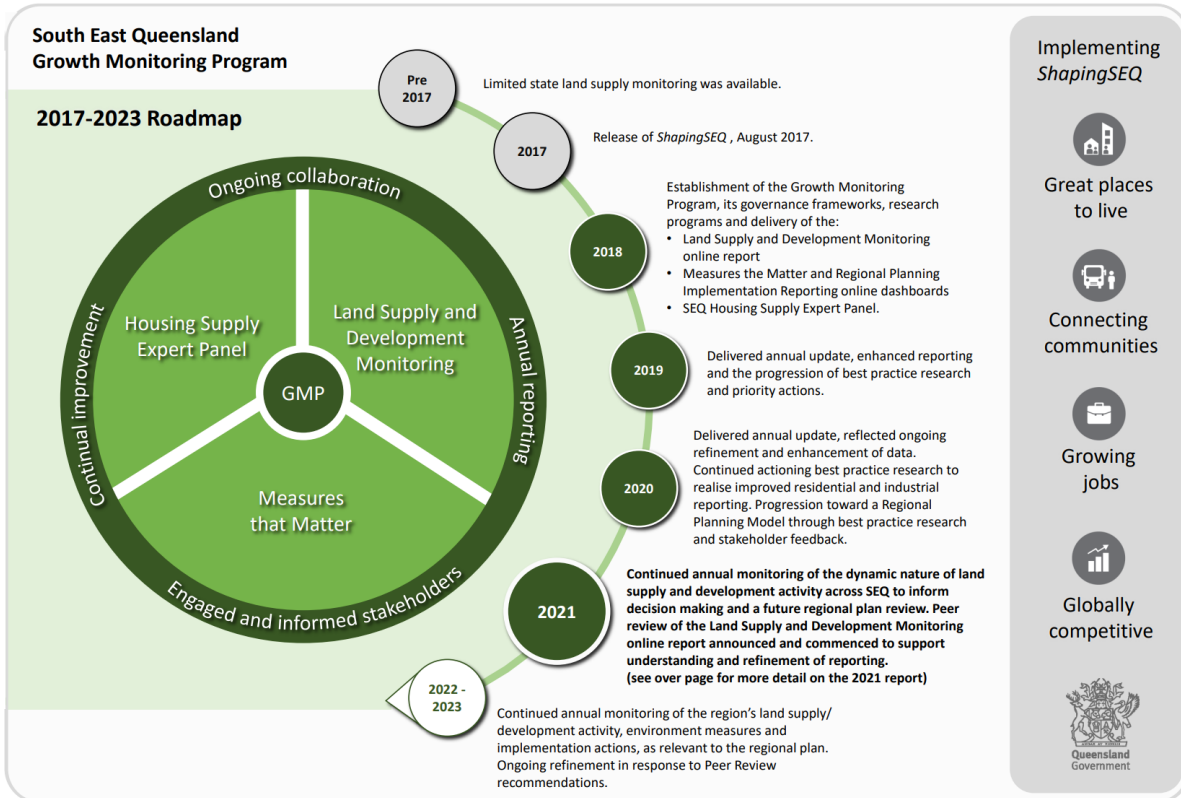 South East Queensland
Growth Monitoring Program
2017-2023 Roadmap
Ongoing collaboration
Continual improvement
Annual reporting
Engaged and informed stakeholders
Housing Supply
Expert Panel
Land Supply and
Development
Monitoring
GMP
Measures
that Matter
Pre
2017
Limited state land supply monitoring was available.
2017
Release of ShapingSEQ , August 2017.
2018
Establishment of the Growth Monitoring
Program, its governance frameworks, research
programs and delivery of the:
• Land Supply and Development Monitoring
online report
• Measures the Matter and Regional Planning
Implementation Reporting online dashboards
• SEQ Housing Supply Expert Panel.
2019
Delivered annual update, enhanced reporting
and the progression of best practice research
and priority actions.
2020
Delivered annual update, reflected ongoing
refinement and enhancement of data.
Continued actioning best practice research to
realise improved residential and industrial
reporting. Progression toward a Regional
Planning Model through best practice research
and stakeholder feedback.
2021
Continued annual monitoring of the dynamic nature of land
supply and development activity across SEQ to inform
decision making and a future regional plan review. Peer
review of the Land Supply and Development Monitoring
online report announced and commenced to support
understanding and refinement of reporting.
(see over page for more detail on the 2021 report)
2022 -
2023
Continued annual monitoring of the region's land supply/
development activity, environment measures and
implementation actions, as relevant to the regional plan.
Ongoing refinement in response to Peer Review
recommendations.
Implementing
ShapingSEQ
Great places
to live
Connecting
communities
Growing
jobs
Globally
competitive
Queensland
Government